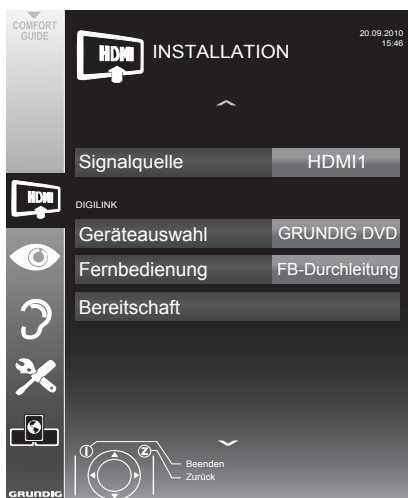 COMFORT
GUIDE
20.09.2010
15:46
HDMI INSTALLATION
Signalquelle HDMI1
HDMI
DIGILINK
Geräteauswahl GRUNDIG DVD
Fernbedienung FB-Durchleitung
Bereitschaft
i Z
Beenden
Zurück
GRUNDIG